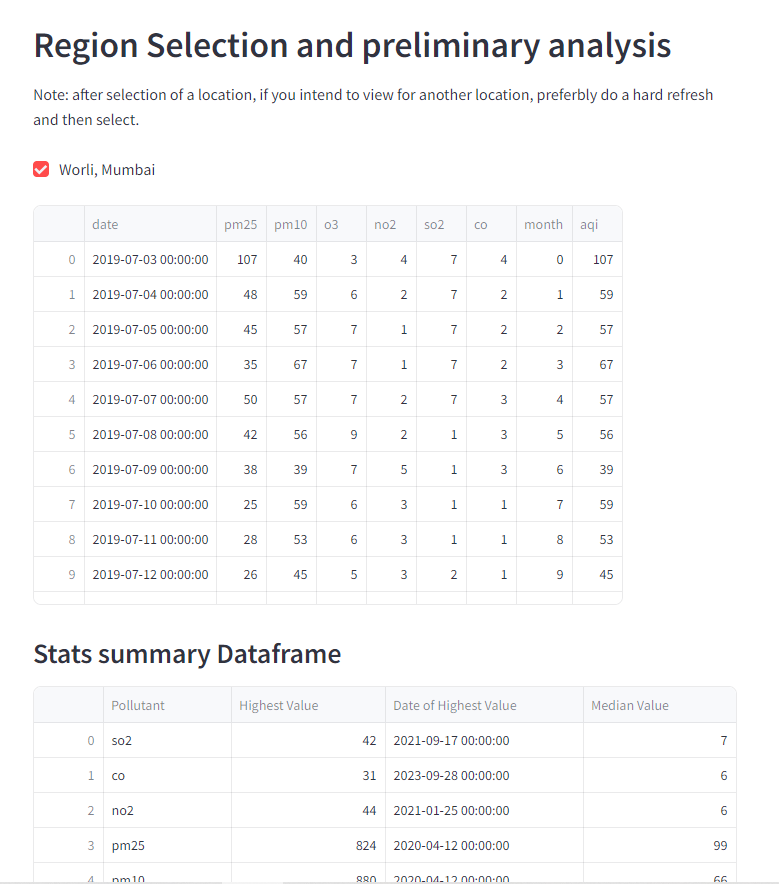 Region Selection and preliminary analysis
Note: after selection of a location, if you intend to view for another location, preferbly do a hard refresh
and then select.
Worli, Mumbai
date pm25 pm10 o3 no2 so2 co month aqi
0 2019-07-03 00:00:00 107 40 3 4 7 4 0 107
1 2019-07-04 00:00:00 48 59 6 2 7 2 1 59
2 2019-07-05 00:00:00 45 57 7 1 7 2 2 57
3 2019-07-06 00:00:00 35 67 7 1 7 2 3 67
4 2019-07-07 00:00:00 50 57 7 2 7 3 4 57
5 2019-07-08 00:00:00 42 56 9 2 1 3 5 56
6 2019-07-09 00:00:00 38 39 7 5 1 3 6 39
7 2019-07-10 00:00:00 25 59 6 3 1 1 7 59
8 2019-07-11 00:00:00 28 53 6 3 1 1 8 53
9 2019-07-12 00:00:00 26 45 5 3 2 1 9 45
Stats summary Dataframe
Pollutant Highest Value Date of Highest Value Median Value
0 so2 42 2021-09-17 00:00:00 7
1 co 31 2023-09-28 00:00:00 6
2 no2 44 2021-01-25 00:00:00 6
3 pm25 824 2020-04-12 00:00:00 99
4 pm10 880 2020-04-12 00:00:00 66